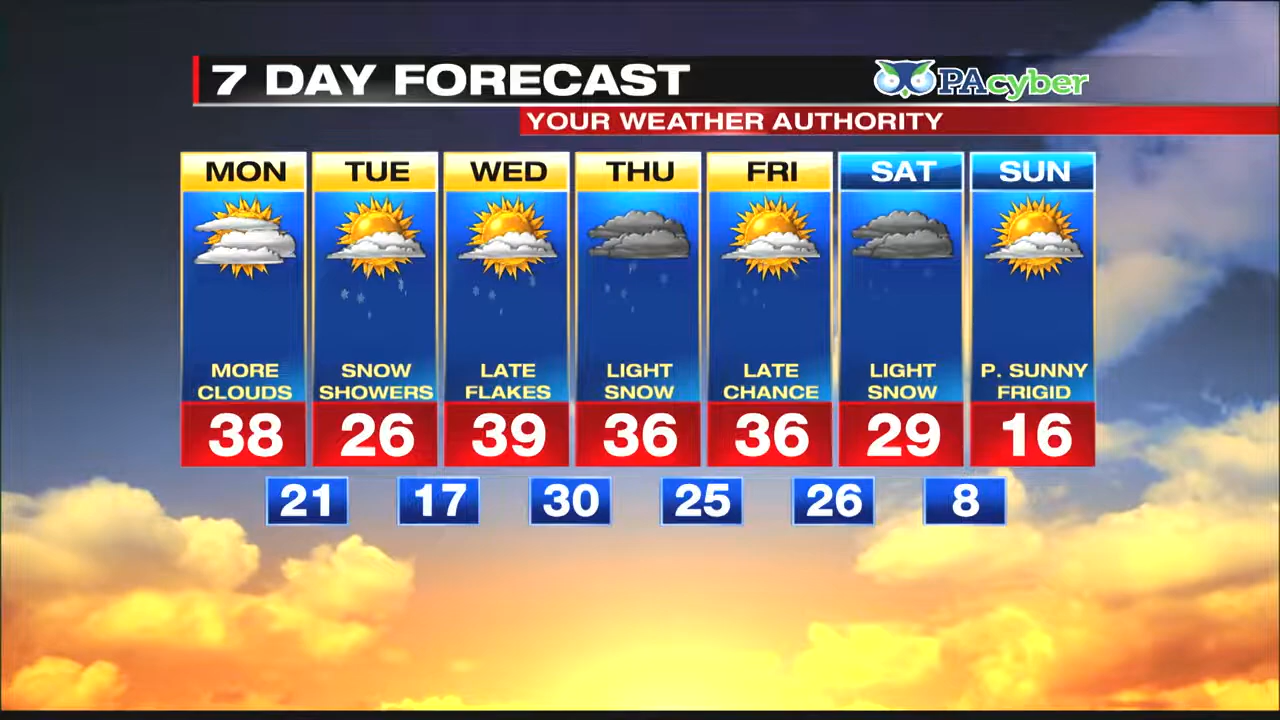 7 DAY FORECAST
PAcyber
YOUR WEATHER AUTHORITY
MON TUE WED THU FRI SAT SUN
MORE SNOW LATE LIGHT LATE LIGHT P. SUNNY
CLOUDS SHOWERS FLAKES SNOW CHANCE SNOW FRIGID
38 26 39 36 36 29 16
21 17 30 25 26 8